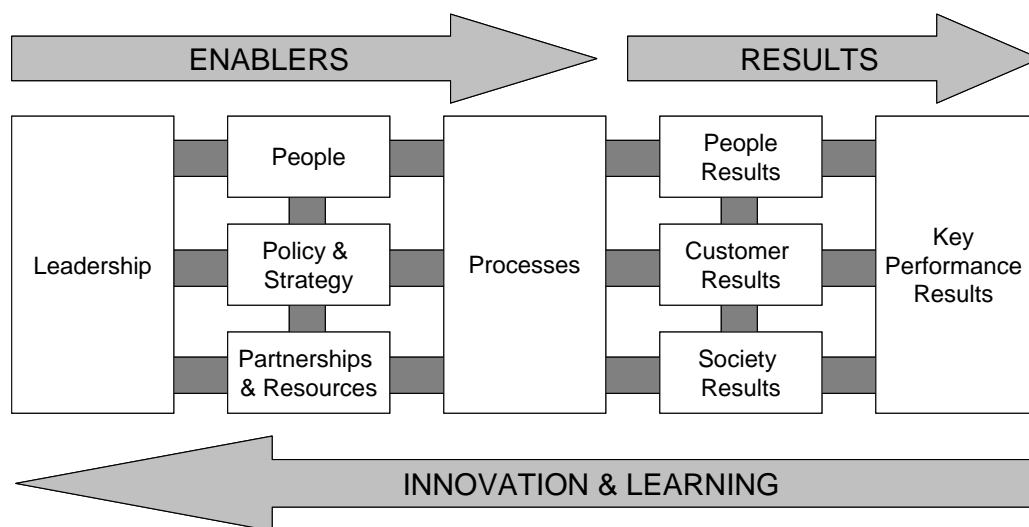 ENABLERS
RESULTS
Leadership
People
Policy &
Strategy
Partnerships
& Resources
Processes
People
Results
Customer
Results
Society
Results
Key
Performance
Results
INNOVATION & LEARNING